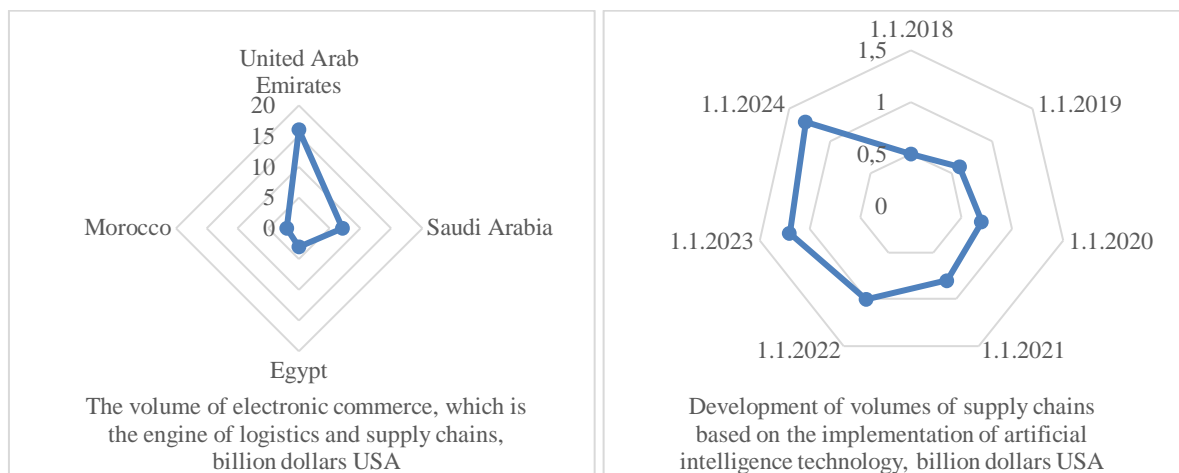 United Arab
Emirates
20
15
10
5
0
Morocco
Saudi Arabia
Egypt
The volume of electronic commerce, which is
the engine of logistics and supply chains,
billion dollars USA
1.1.2018
1,5
1
0,5
0
1.1.2024
1.1.2019
1.1.2023
1.1.2020
1.1.2022
1.1.2021
Development of volumes of supply chains
based on the implementation of artificial
intelligence technology, billion dollars USA